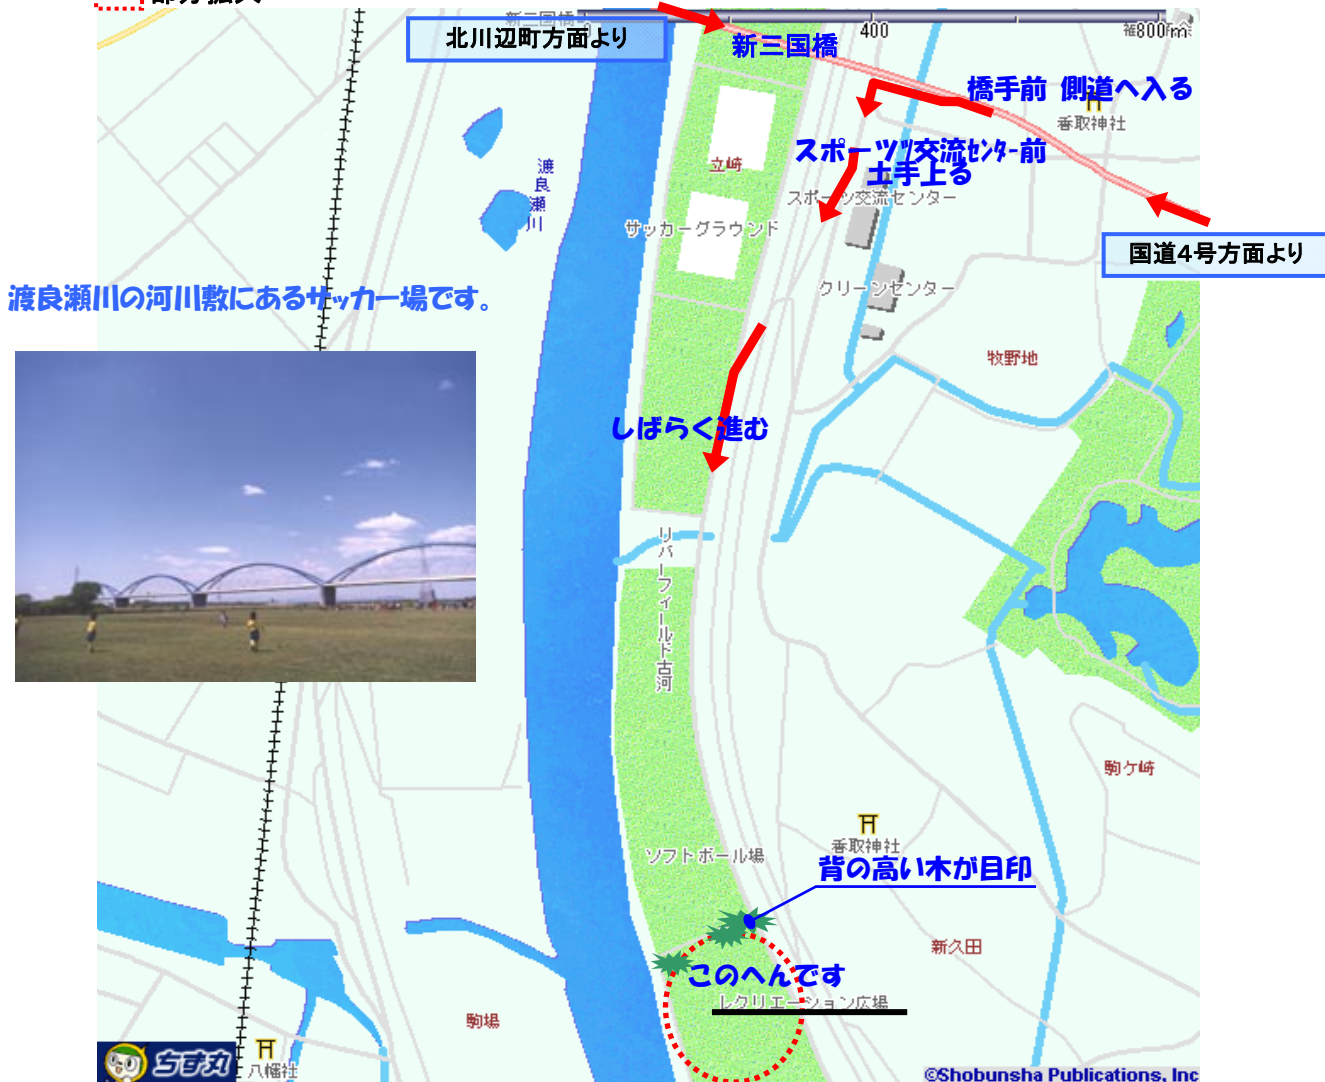 北川辺町方面より
新三国橋
新三国橋
400
800m
橋手前 側道へ入る
香取神社
スポーツ交流センター前
土手上る
立崎
渡良瀬川
スポーツ交流センター
サッカーグラウンド
国道4号方面より
クリーンセンター
渡良瀬川の河川敷にあるサッカー場です。
牧野地
しばらく進む
リバーフィールド古河
駒ケ崎
香取神社
ソフトボール場
背の高い木が目印
新久田
このへんです
レクリエーション広場
駒場
ちず丸
八幡社
©Shobunsha Publications, Inc